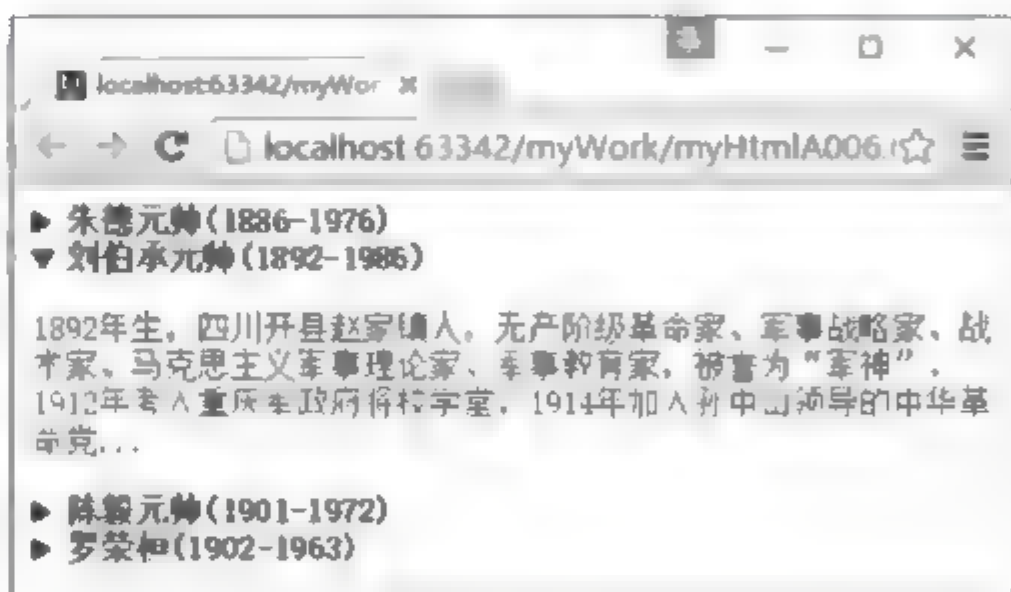 localhost:63342/myWor
localhost:63342/myWork/myHtmlA006.
朱德元帅(1886-1976)
刘伯承元帅(1892-1986)
1892年生，四川开县赵家镇人，无产阶级革命家、军事战略家、战
术家、马克思主义军事理论家、军事教育家，被誉为“军神”。
1912年考入重庆军政府将校学堂，1914年加入孙中山领导的中华革
命党...
陈毅元帅(1901-1972)
罗荣桓(1902-1963)